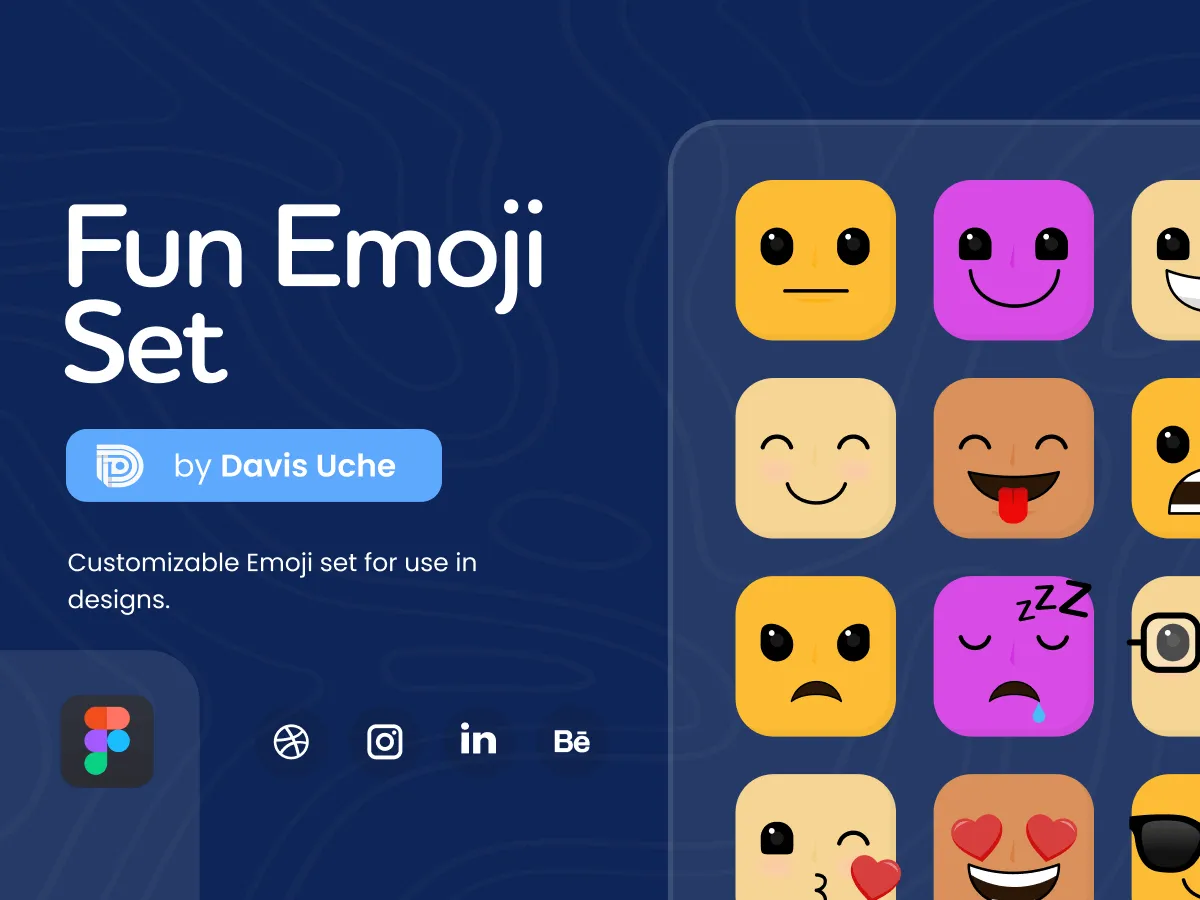 Fun Emoji
Set
by Davis Uche
Customizable Emoji set for use in
designs.
zzZ
in
Bē